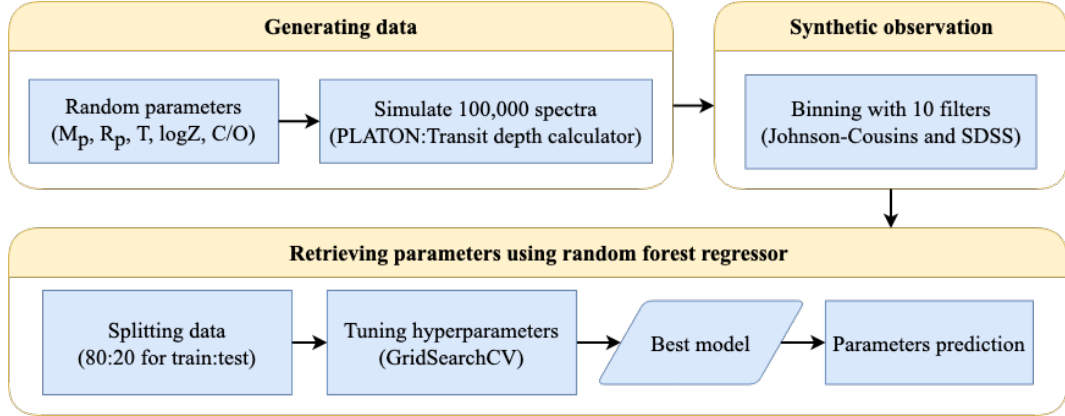 Generating data
Random parameters
(Mp, Rp, T, logZ, C/O)
Simulate 100,000 spectra
(PLATON:Transit depth calculator)
Synthetic observation
Binning with 10 filters
(Johnson-Cousins and SDSS)
Retrieving parameters using random forest regressor
Splitting data
(80:20 for train:test)
Tuning hyperparameters
(GridSearchCV)
Best model
Parameters prediction